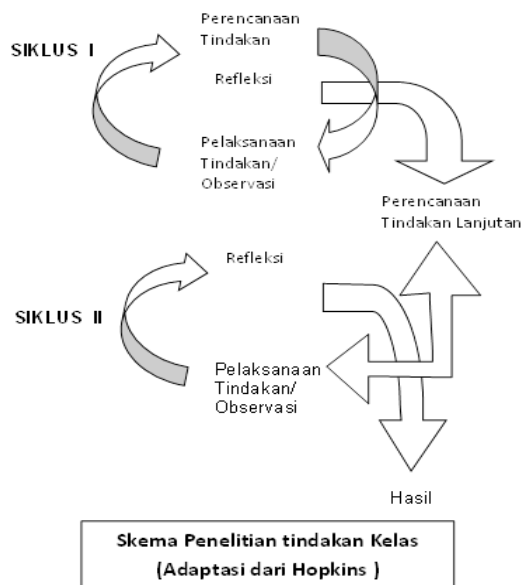 Perencanaan
Tindakan
SIKLUS I
Refleksi
Pelaksanaan
Tindakan/
Observasi
Perencanaan
Tindakan Lanjutan
Refleksi
SIKLUS II
Pelaksanaan
Tindakan/
Observasi
Hasil
Skema Penelitian tindakan Kelas
(Adaptasi dari Hopkins )